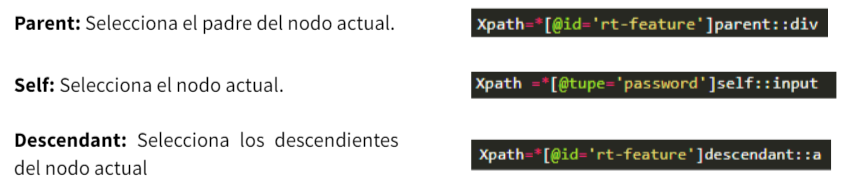 Parent: Selecciona el padre del nodo actual.
Xpath=*[@id='rt-feature']parent::div
Self: Selecciona el nodo actual.
Xpath =*[@tupe='password']self::input
Descendant: Selecciona los descendientes
del nodo actual
Xpath=*[@id='rt-feature']descendant::a